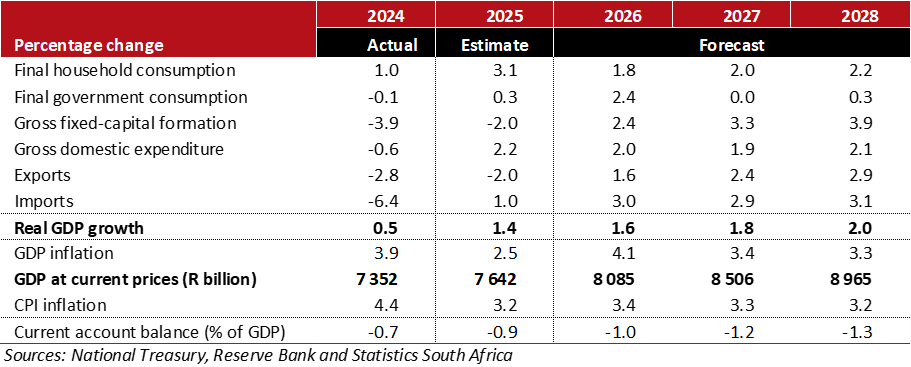 2024 2025 2026 2027 2028
Percentage change Actual Estimate Forecast
Final household consumption 1.0 3.1 1.8 2.0 2.2
Final government consumption -0.1 0.3 2.4 0.0 0.3
Gross fixed-capital formation -3.9 -2.0 2.4 3.3 3.9
Gross domestic expenditure -0.6 2.2 2.0 1.9 2.1
Exports -2.8 -2.0 1.6 2.4 2.9
Imports -6.4 1.0 3.0 2.9 3.1
Real GDP growth 0.5 1.4 1.6 1.8 2.0
GDP inflation 3.9 2.5 4.1 3.4 3.3
GDP at current prices (R billion) 7 352 7 642 8 085 8 506 8 965
CPI inflation 4.4 3.2 3.4 3.3 3.2
Current account balance (% of GDP) -0.7 -0.9 -1.0 -1.2 -1.3
Sources: National Treasury, Reserve Bank and Statistics South Africa